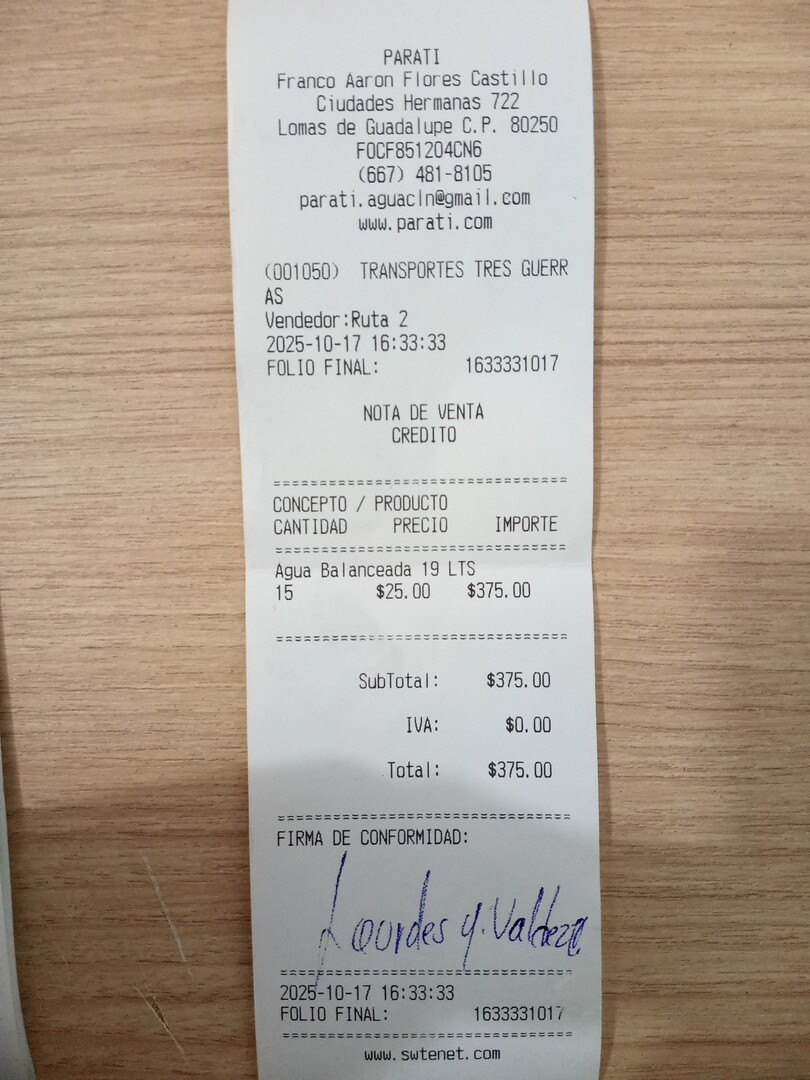 PARATI
Franco Aaron Flores Castillo
Ciudades Hermanas 722
Lomas de Guadalupe C.P. 80250
FOCF851204CN6
(667) 481-8105
parati.aguacln@gmail.com
www.parati.com
(001050) TRANSPORTES TRES GUERR
AS
Vendedor:Ruta 2
2025-10-17 16:33:33
FOLIO FINAL: 1633331017
NOTA DE VENTA
CREDITO
================================
CONCEPTO / PRODUCTO
CANTIDAD PRECIO IMPORTE
================================
Agua Balanceada 19 LTS
15 $25.00 $375.00
================================
SubTotal: $375.00
IVA: $0.00
Total: $375.00
================================
FIRMA DE CONFORMIDAD:
Lourdes y. Valdez
================================
2025-10-17 16:33:33
FOLIO FINAL: 1633331017
================================
www.swtenet.com